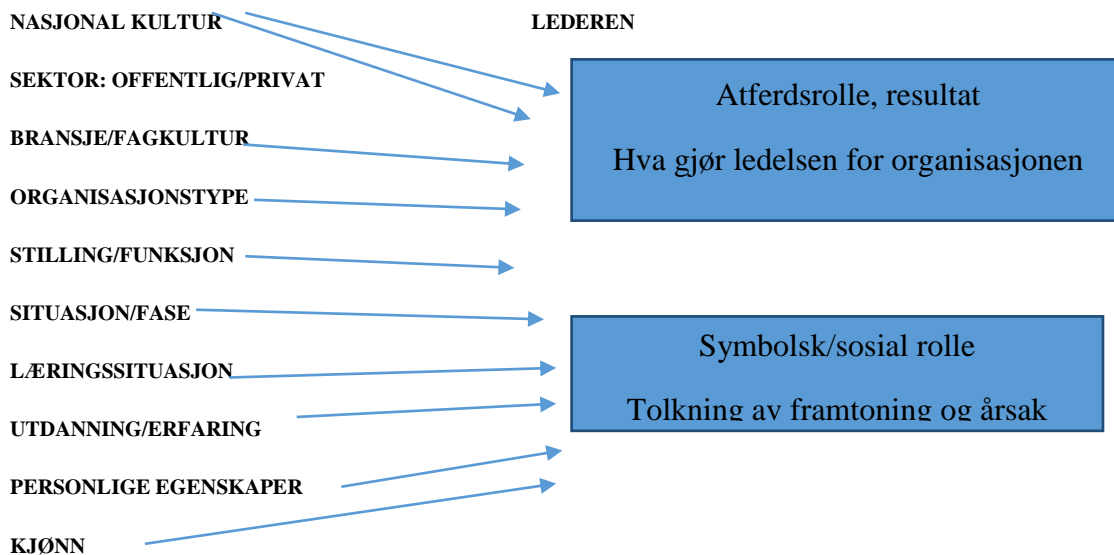 NASJONAL KULTUR
LEDEREN
SEKTOR: OFFENTLIG/PRIVAT
BRANSJE/FAGKULTUR
ORGANISASJONSTYPE
STILLING/FUNKSJON
SITUASJON/FASE
LÆRINGSSITUASJON
UTDANNING/ERFARING
PERSONLIGE EGENSKAPER
KJØNN
Atferdsrolle, resultat
Hva gjør ledelsen for organisasjonen
Symbolsk/sosial rolle
Tolkning av framtoning og årsak